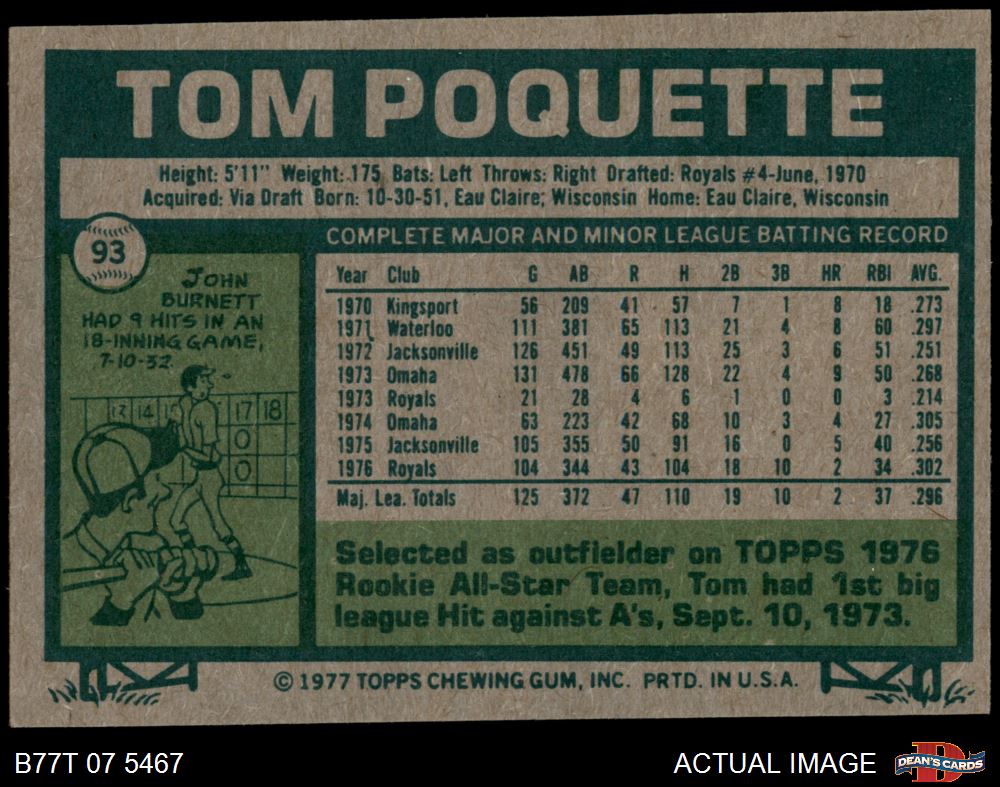 TOM POQUETTE
Height: 5'11" Weight: 175 Bats: Left Throws: Right Drafted: Royals #4-June, 1970
Acquired: Via Draft Born: 10-30-51, Eau Claire, Wisconsin Home: Eau Claire, Wisconsin
93
JOHN
BURNETT
HAD 9 HITS IN AN
18-INNING GAME,
7-10-32
13 14 15 17 18
0
0
COMPLETE MAJOR AND MINOR LEAGUE BATTING RECORD
Year Club G AB R H 2B 3B HR RBI AVG.
1970 Kingsport 56 209 41 57 7 1 8 18 .273
1971 Waterloo 111 381 65 113 21 4 8 60 .297
1972 Jacksonville 126 451 49 113 25 3 6 51 .251
1973 Omaha 131 478 66 128 22 4 9 50 .268
1973 Royals 21 28 4 6 1 0 0 3 .214
1974 Omaha 63 223 42 68 10 3 4 27 .305
1975 Jacksonville 105 355 50 91 16 0 5 40 .256
1976 Royals 104 344 43 104 18 10 2 34 .302
Maj. Lea. Totals 125 372 47 110 19 10 2 37 .296
Selected as outfielder on TOPPS 1976
Rookie All-Star Team, Tom had 1st big
league Hit against A's, Sept. 10, 1973.
© 1977 TOPPS CHEWING GUM, INC. PRTD. IN U.S.A.
B77T 07 5467
ACTUAL IMAGE
D
DEAN'S CARDS